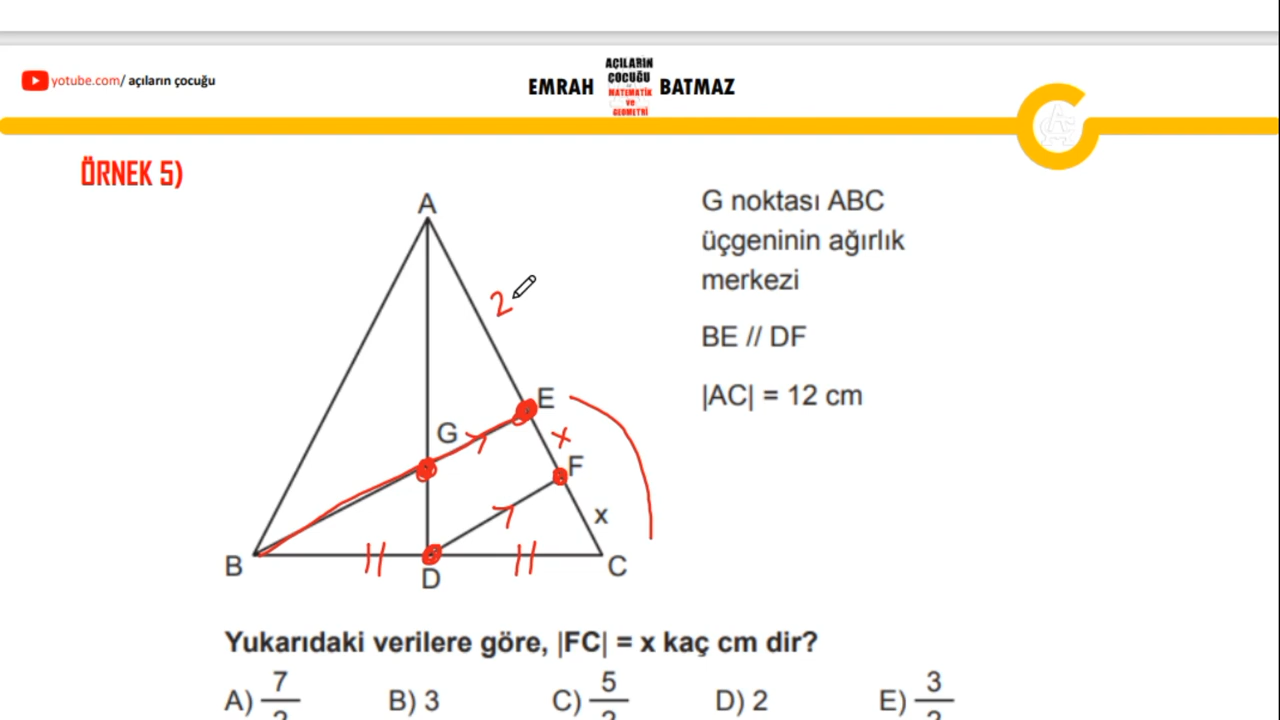 yotube.com/ açıların çocuğu
EMRAH
AÇILARIN
ÇOCUĞU
MATEMATİK
ve
GEOMETRİ
BATMAZ
ÖRNEK 5)
A
G noktası ABC
üçgeninin ağırlık
merkezi
BE // DF
|AC| = 12 cm
2
E
G
x
F
x
B
D
C
Yukarıdaki verilere göre, |FC| = x kaç cm dir?
A) 7/2 B) 3 C) 5/2 D) 2 E) 3/2